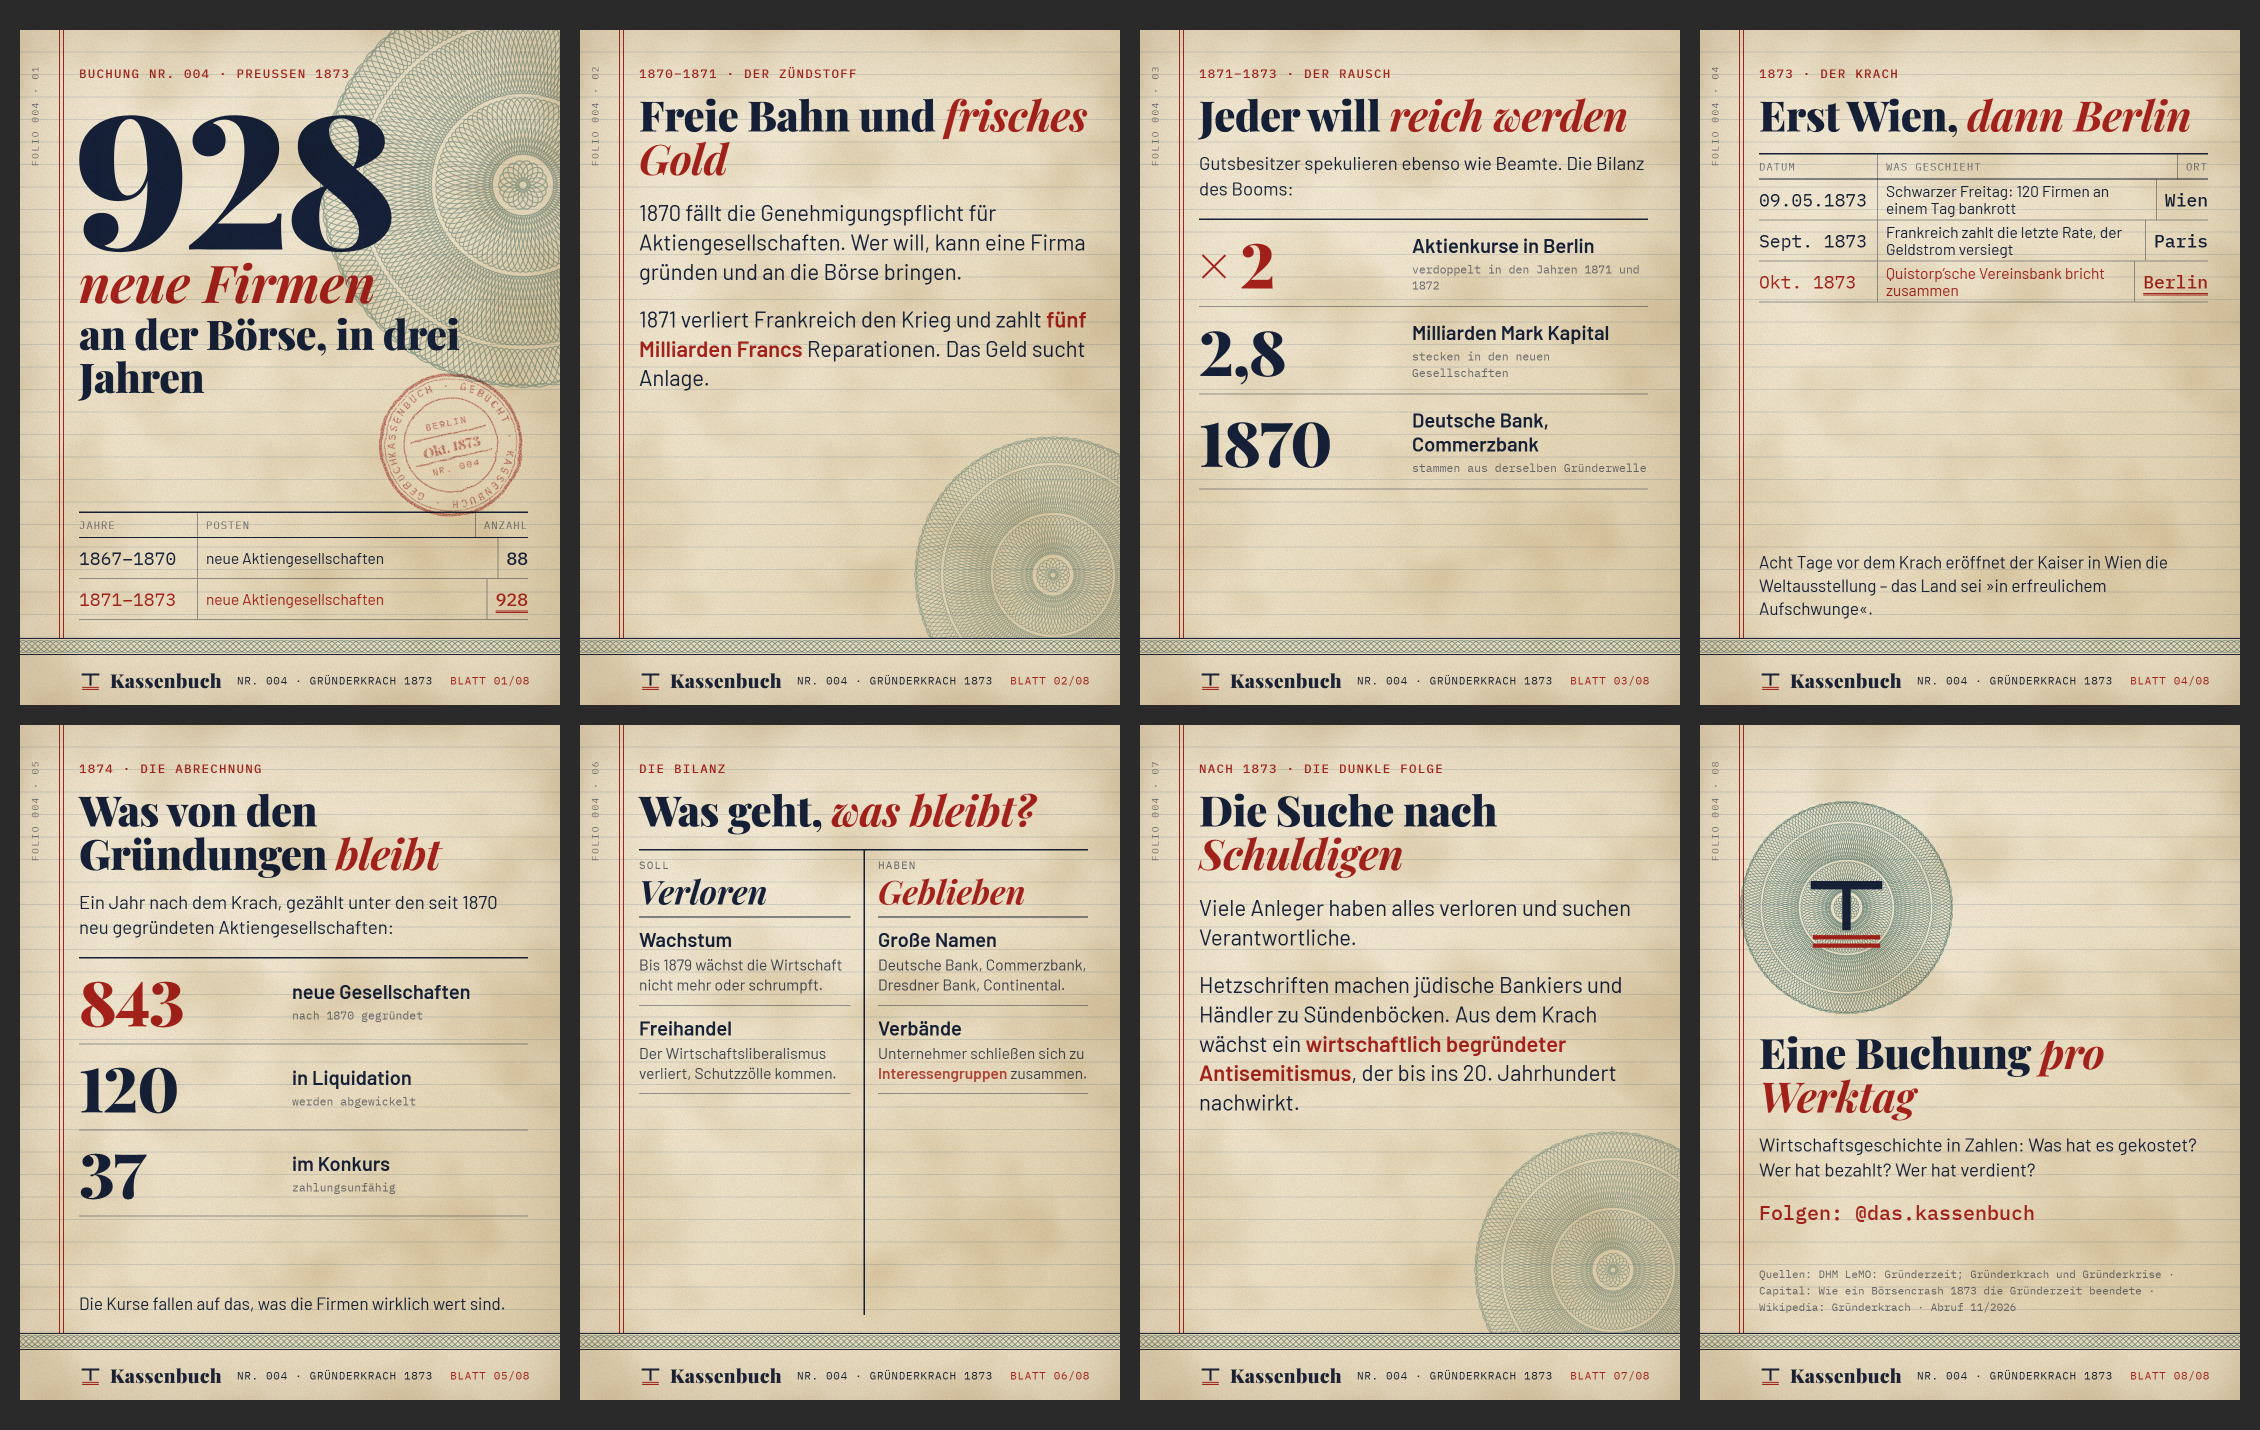 FOLIO 004 · 01
BUCHUNG NR. 004 · PREUSSEN 1873
928
neue Firmen
an der Börse, in drei
Jahren
GEBUCHT · KASSENBUCH · GEBUCHT · KASSENBUCH
BERLIN
Okt. 1873
NR. 004
JAHRE POSTEN ANZAHL
1867–1870 neue Aktiengesellschaften 88
1871–1873 neue Aktiengesellschaften 928
Kassenbuch NR. 004 · GRÜNDERKRACH 1873 BLATT 01/08
FOLIO 004 · 02
1870–1871 · DER ZÜNDSTOFF
Freie Bahn und frisches
Gold
1870 fällt die Genehmigungspflicht für
Aktiengesellschaften. Wer will, kann eine Firma
gründen und an die Börse bringen.
1871 verliert Frankreich den Krieg und zahlt fünf
Milliarden Francs Reparationen. Das Geld sucht
Anlage.
Kassenbuch NR. 004 · GRÜNDERKRACH 1873 BLATT 02/08
FOLIO 004 · 03
1871–1873 · DER RAUSCH
Jeder will reich werden
Gutsbesitzer spekulieren ebenso wie Beamte. Die Bilanz
des Booms:
× 2 Aktienkurse in Berlin
verdoppelt in den Jahren 1871 und
1872
2,8 Milliarden Mark Kapital
stecken in den neuen
Gesellschaften
1870 Deutsche Bank,
Commerzbank
stammen aus derselben Gründerwelle
Kassenbuch NR. 004 · GRÜNDERKRACH 1873 BLATT 03/08
FOLIO 004 · 04
1873 · DER KRACH
Erst Wien, dann Berlin
DATUM WAS GESCHIEHT ORT
09.05.1873 Schwarzer Freitag: 120 Firmen an
einem Tag bankrott Wien
Sept. 1873 Frankreich zahlt die letzte Rate, der
Geldstrom versiegt Paris
Okt. 1873 Quistorp'sche Vereinsbank bricht
zusammen Berlin
Acht Tage vor dem Krach eröffnet der Kaiser in Wien die
Weltausstellung – das Land sei »in erfreulichem
Aufschwunge«.
Kassenbuch NR. 004 · GRÜNDERKRACH 1873 BLATT 04/08
FOLIO 004 · 05
1874 · DIE ABRECHNUNG
Was von den
Gründungen bleibt
Ein Jahr nach dem Krach, gezählt unter den seit 1870
neu gegründeten Aktiengesellschaften:
843 neue Gesellschaften
nach 1870 gegründet
120 in Liquidation
werden abgewickelt
37 im Konkurs
zahlungsunfähig
Die Kurse fallen auf das, was die Firmen wirklich wert sind.
Kassenbuch NR. 004 · GRÜNDERKRACH 1873 BLATT 05/08
FOLIO 004 · 06
DIE BILANZ
Was geht, was bleibt?
SOLL
Verloren
Wachstum
Bis 1879 wächst die Wirtschaft
nicht mehr oder schrumpft.
Freihandel
Der Wirtschaftsliberalismus
verliert, Schutzzölle kommen.
HABEN
Geblieben
Große Namen
Deutsche Bank, Commerzbank,
Dresdner Bank, Continental.
Verbände
Unternehmer schließen sich zu
Interessengruppen zusammen.
Kassenbuch NR. 004 · GRÜNDERKRACH 1873 BLATT 06/08
FOLIO 004 · 07
NACH 1873 · DIE DUNKLE FOLGE
Die Suche nach
Schuldigen
Viele Anleger haben alles verloren und suchen
Verantwortliche.
Hetzschriften machen jüdische Bankiers und
Händler zu Sündenböcken. Aus dem Krach
wächst ein wirtschaftlich begründeter
Antisemitismus, der bis ins 20. Jahrhundert
nachwirkt.
Kassenbuch NR. 004 · GRÜNDERKRACH 1873 BLATT 07/08
FOLIO 004 · 08
Eine Buchung pro
Werktag
Wirtschaftsgeschichte in Zahlen: Was hat es gekostet?
Wer hat bezahlt? Wer hat verdient?
Folgen: @das.kassenbuch
Quellen: DHM LeMO: Gründerzeit; Gründerkrach und Gründerkrise ·
Capital: Wie ein Börsencrash 1873 die Gründerzeit beendete ·
Wikipedia: Gründerkrach · Abruf 11/2026
Kassenbuch NR. 004 · GRÜNDERKRACH 1873 BLATT 08/08